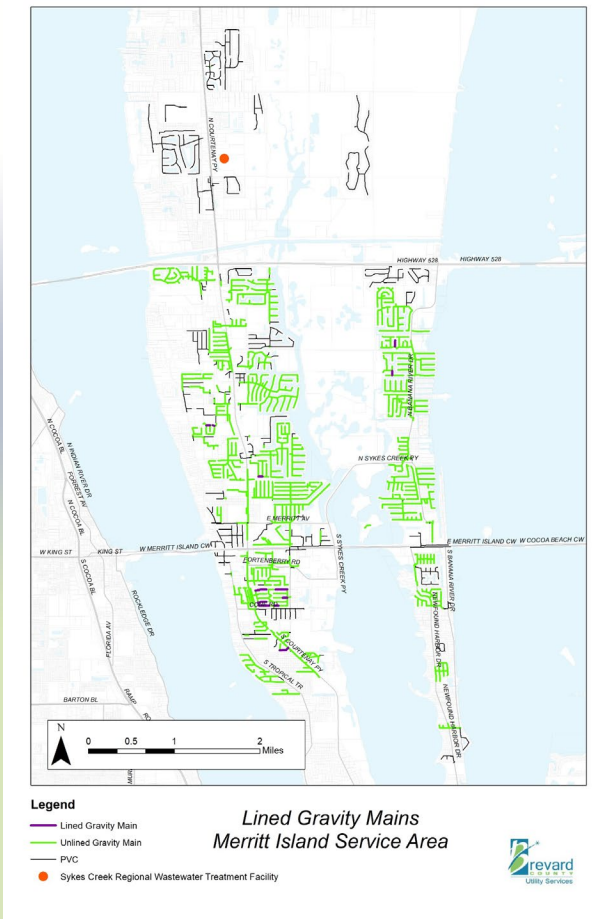 N COURTENAY PY
HIGHWAY 528
HIGHWAY 528
N BANANA RIVER DR
N COCOA BL
N INDIAN RIVER DR
FORREST AV
N COCOA BL
N SYKES CREEK PY
E MERRITT AV
W KING ST
KING ST
W MERRITT ISLAND CW
E MERRITT ISLAND CW
W COCOA BEACH CW
S COCOA BL
FORTENBERRY RD
S SYKES CREEK PY
S BANANA RIVER DR
ROCKLEDGE DR
NEWFOUND HARBOR DR
FLORIDA AV
S COURTENAY PY
S TROPICAL TR
BARTON BL
RAMP
NEWFOUND HARBOR DR
N
0 0.5 1 2
Miles
Legend
Lined Gravity Main
Unlined Gravity Main
PVC
Sykes Creek Regional Wastewater Treatment Facility
Lined Gravity Mains
Merritt Island Service Area
Brevard
COUNTY
Utility Services